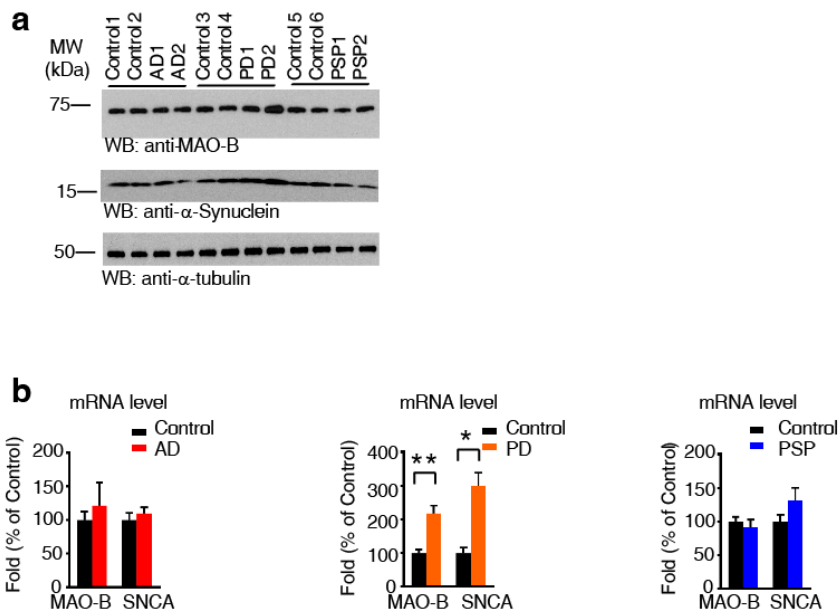 a
MW
(kDa)
Control 1
Control 2
AD1
AD2
Control 3
Control 4
PD1
PD2
Control 5
Control 6
PSP1
PSP2
75
WB: anti-MAO-B
15
WB: anti-α-Synuclein
50
WB: anti-α-tubulin
b
mRNA level
Control
AD
Fold (% of Control)
200
150
100
50
0
MAO-B SNCA
mRNA level
Control
PD
Fold (% of Control)
400
300
200
100
0
**
*
MAO-B SNCA
mRNA level
Control
PSP
Fold (% of Control)
200
150
100
50
0
MAO-B SNCA